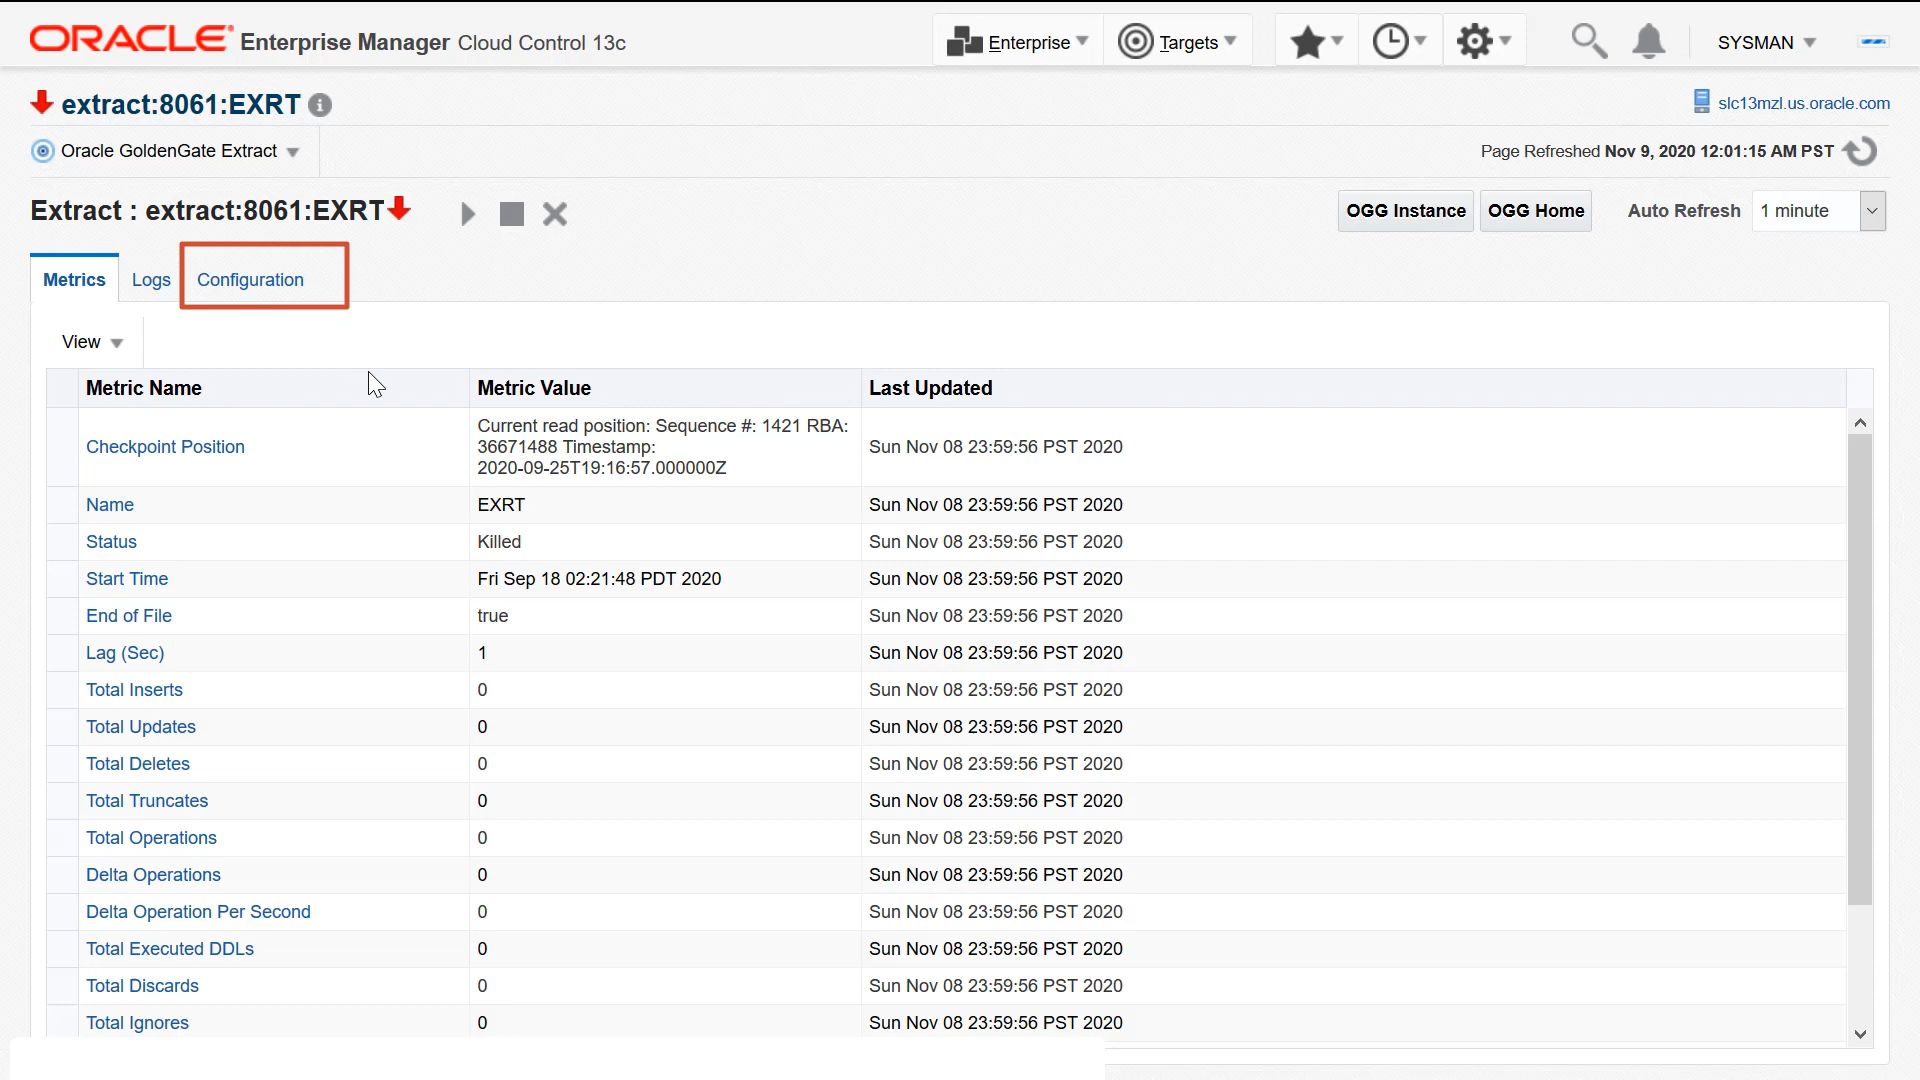 ORACLE Enterprise Manager Cloud Control 13c Enterprise Targets SYSMAN
extract:8061:EXRT slc13mzl.us.oracle.com
Oracle GoldenGate Extract Page Refreshed Nov 9, 2020 12:01:15 AM PST
Extract : extract:8061:EXRT OGG Instance OGG Home Auto Refresh 1 minute
Metrics Logs Configuration
View
Metric Name Metric Value Last Updated
Checkpoint Position Current read position: Sequence #: 1421 RBA:
36671488 Timestamp:
2020-09-25T19:16:57.000000Z Sun Nov 08 23:59:56 PST 2020
Name EXRT Sun Nov 08 23:59:56 PST 2020
Status Killed Sun Nov 08 23:59:56 PST 2020
Start Time Fri Sep 18 02:21:48 PDT 2020 Sun Nov 08 23:59:56 PST 2020
End of File true Sun Nov 08 23:59:56 PST 2020
Lag (Sec) 1 Sun Nov 08 23:59:56 PST 2020
Total Inserts 0 Sun Nov 08 23:59:56 PST 2020
Total Updates 0 Sun Nov 08 23:59:56 PST 2020
Total Deletes 0 Sun Nov 08 23:59:56 PST 2020
Total Truncates 0 Sun Nov 08 23:59:56 PST 2020
Total Operations 0 Sun Nov 08 23:59:56 PST 2020
Delta Operations 0 Sun Nov 08 23:59:56 PST 2020
Delta Operation Per Second 0 Sun Nov 08 23:59:56 PST 2020
Total Executed DDLs 0 Sun Nov 08 23:59:56 PST 2020
Total Discards 0 Sun Nov 08 23:59:56 PST 2020
Total Ignores 0 Sun Nov 08 23:59:56 PST 2020